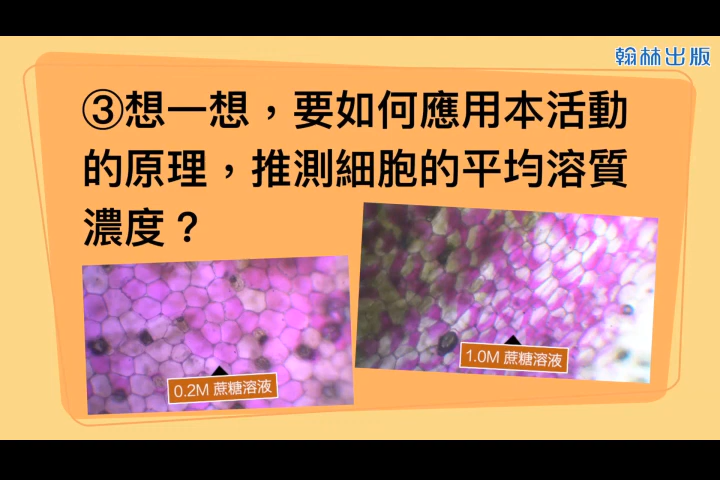 翰林出版
③想一想，要如何應用本活動
的原理，推測細胞的平均溶質
濃度？
0.2M 蔗糖溶液
1.0M 蔗糖溶液